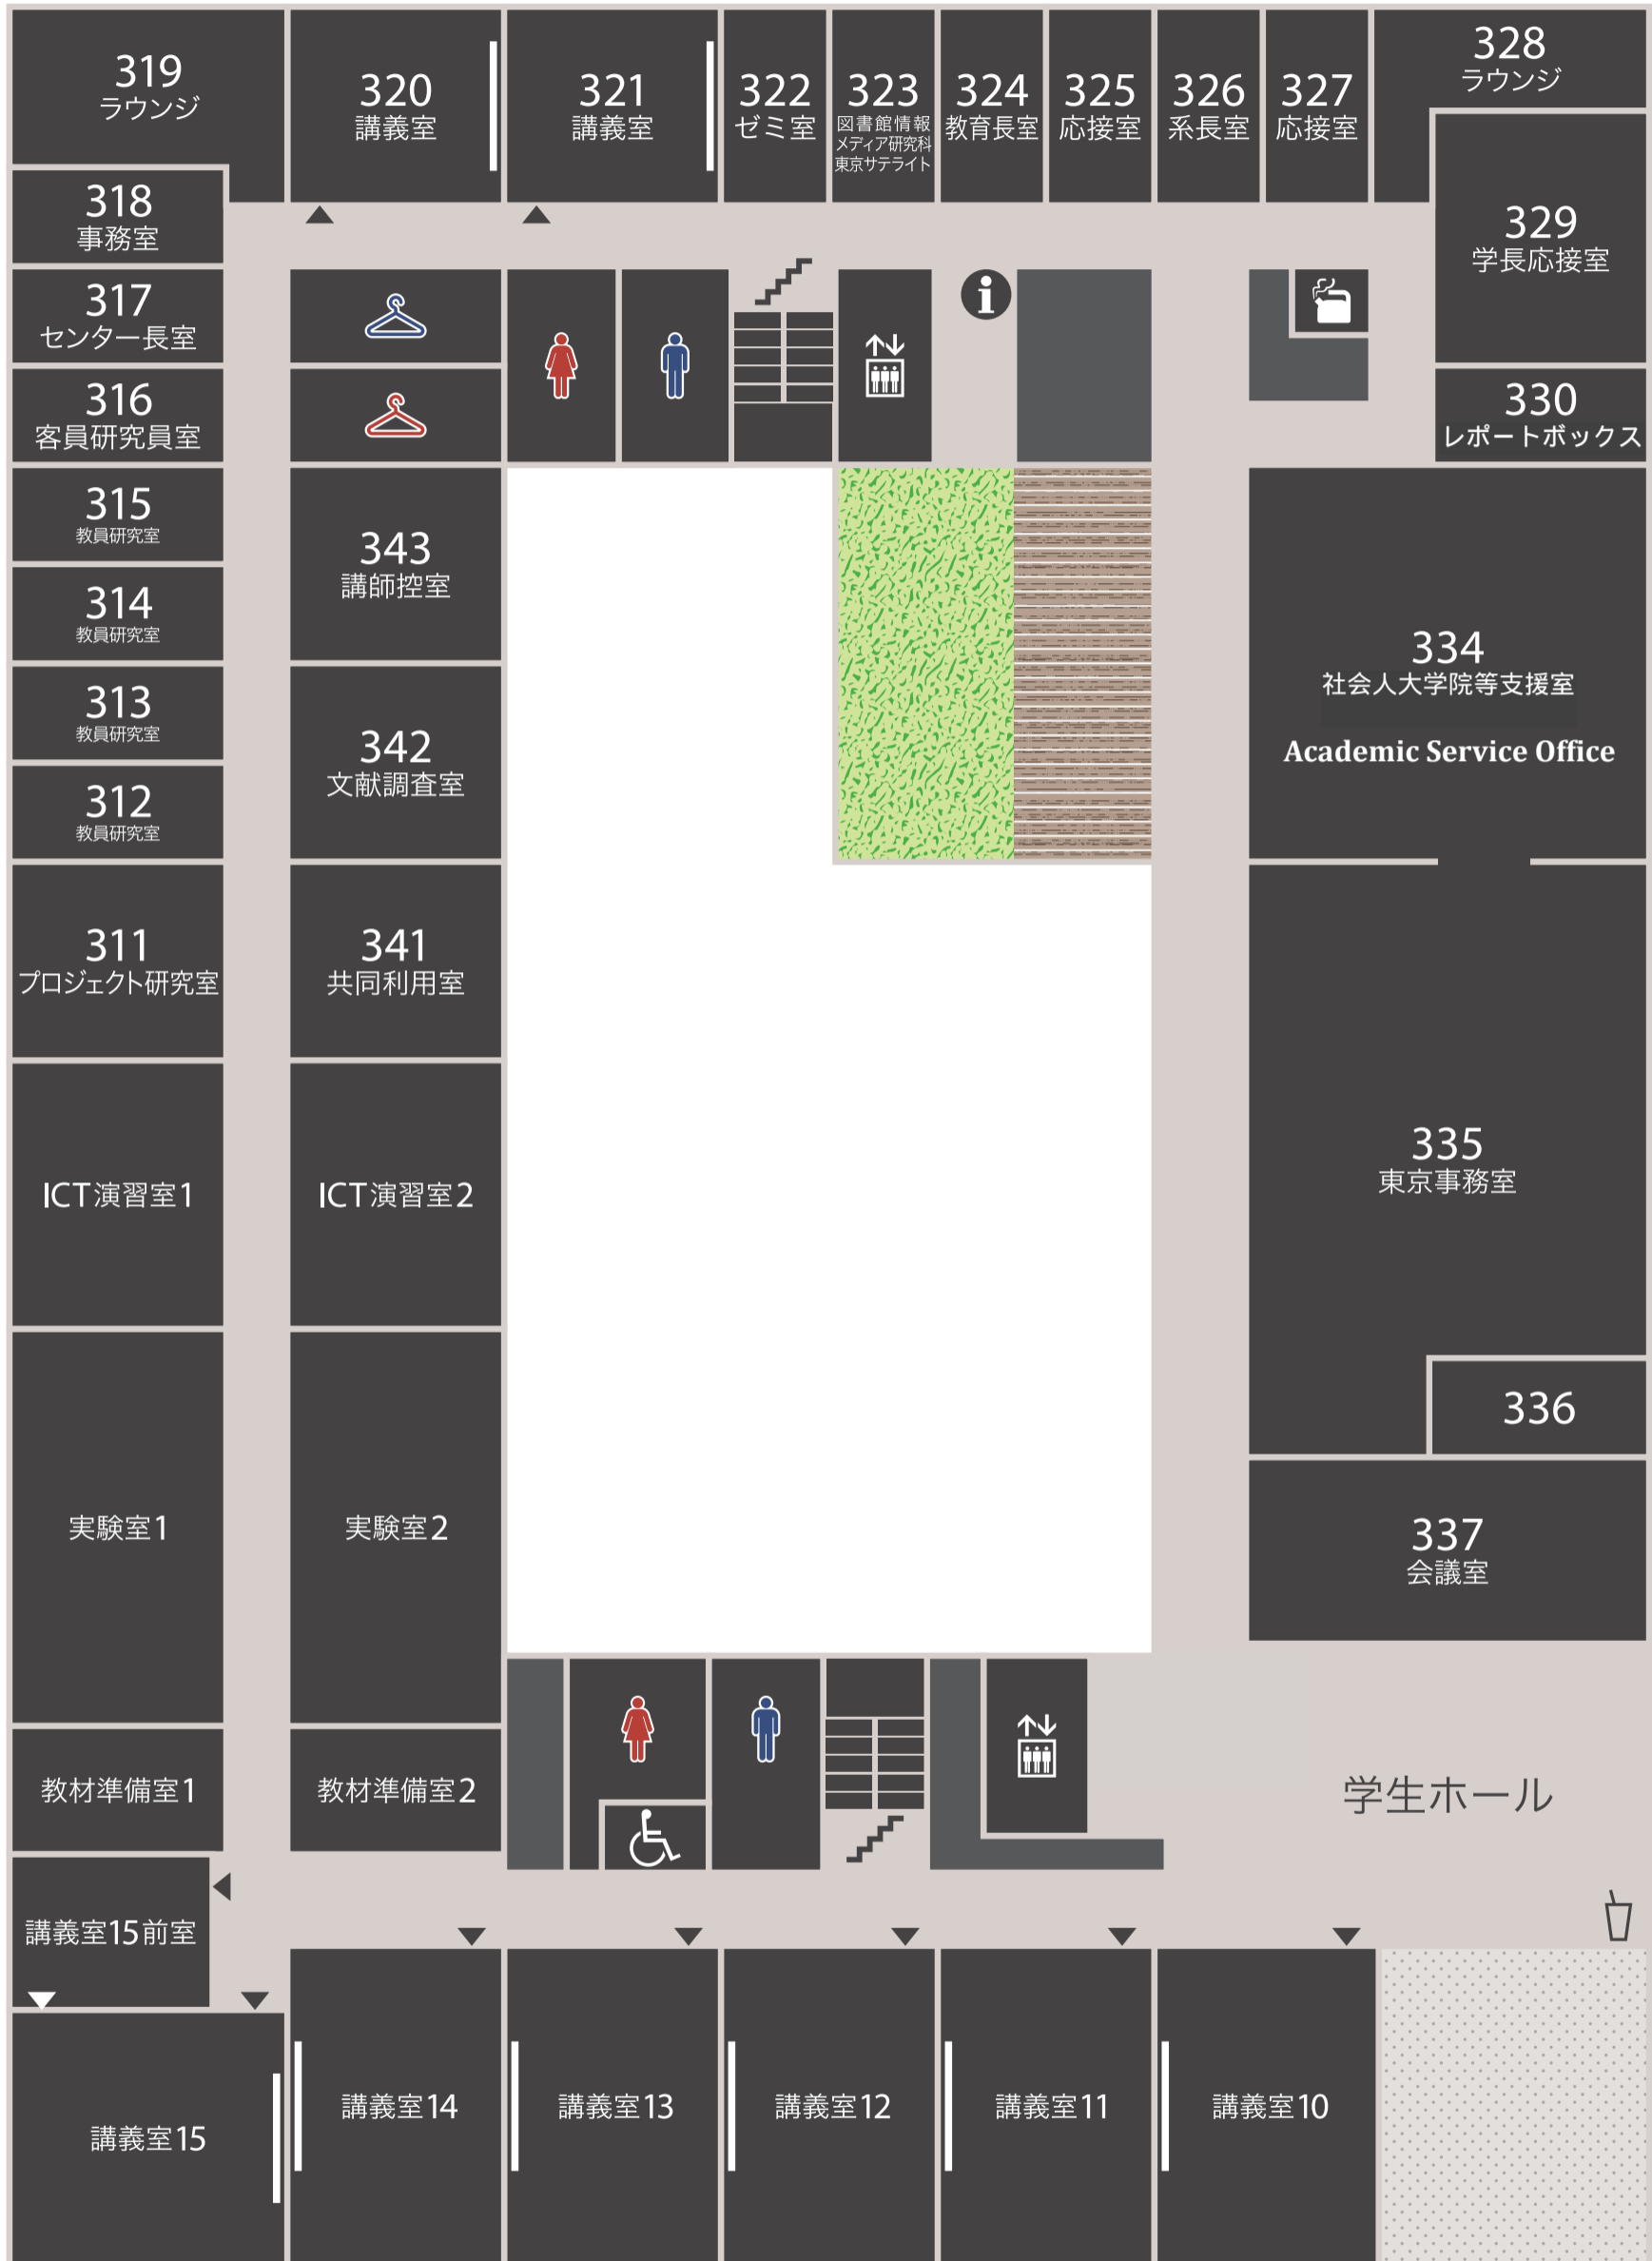 319
ラウンジ
320
講義室
321
講義室
322
ゼミ室
323
図書館情報
メディア研究科
東京サテライト
324
教育長室
325
応接室
326
系長室
327
応接室
328
ラウンジ
318
事務室
329
学長応接室
317
センター長室
316
客員研究員室
330
レポートボックス
315
教員研究室
343
講師控室
314
教員研究室
334
社会人大学院等支援室
Academic Service Office
313
教員研究室
342
文献調査室
312
教員研究室
311
プロジェクト研究室
341
共同利用室
335
東京事務室
ICT演習室1
ICT演習室2
336
実験室1
実験室2
337
会議室
教材準備室1
教材準備室2
学生ホール
講義室15前室
講義室15
講義室14
講義室13
講義室12
講義室11
講義室10